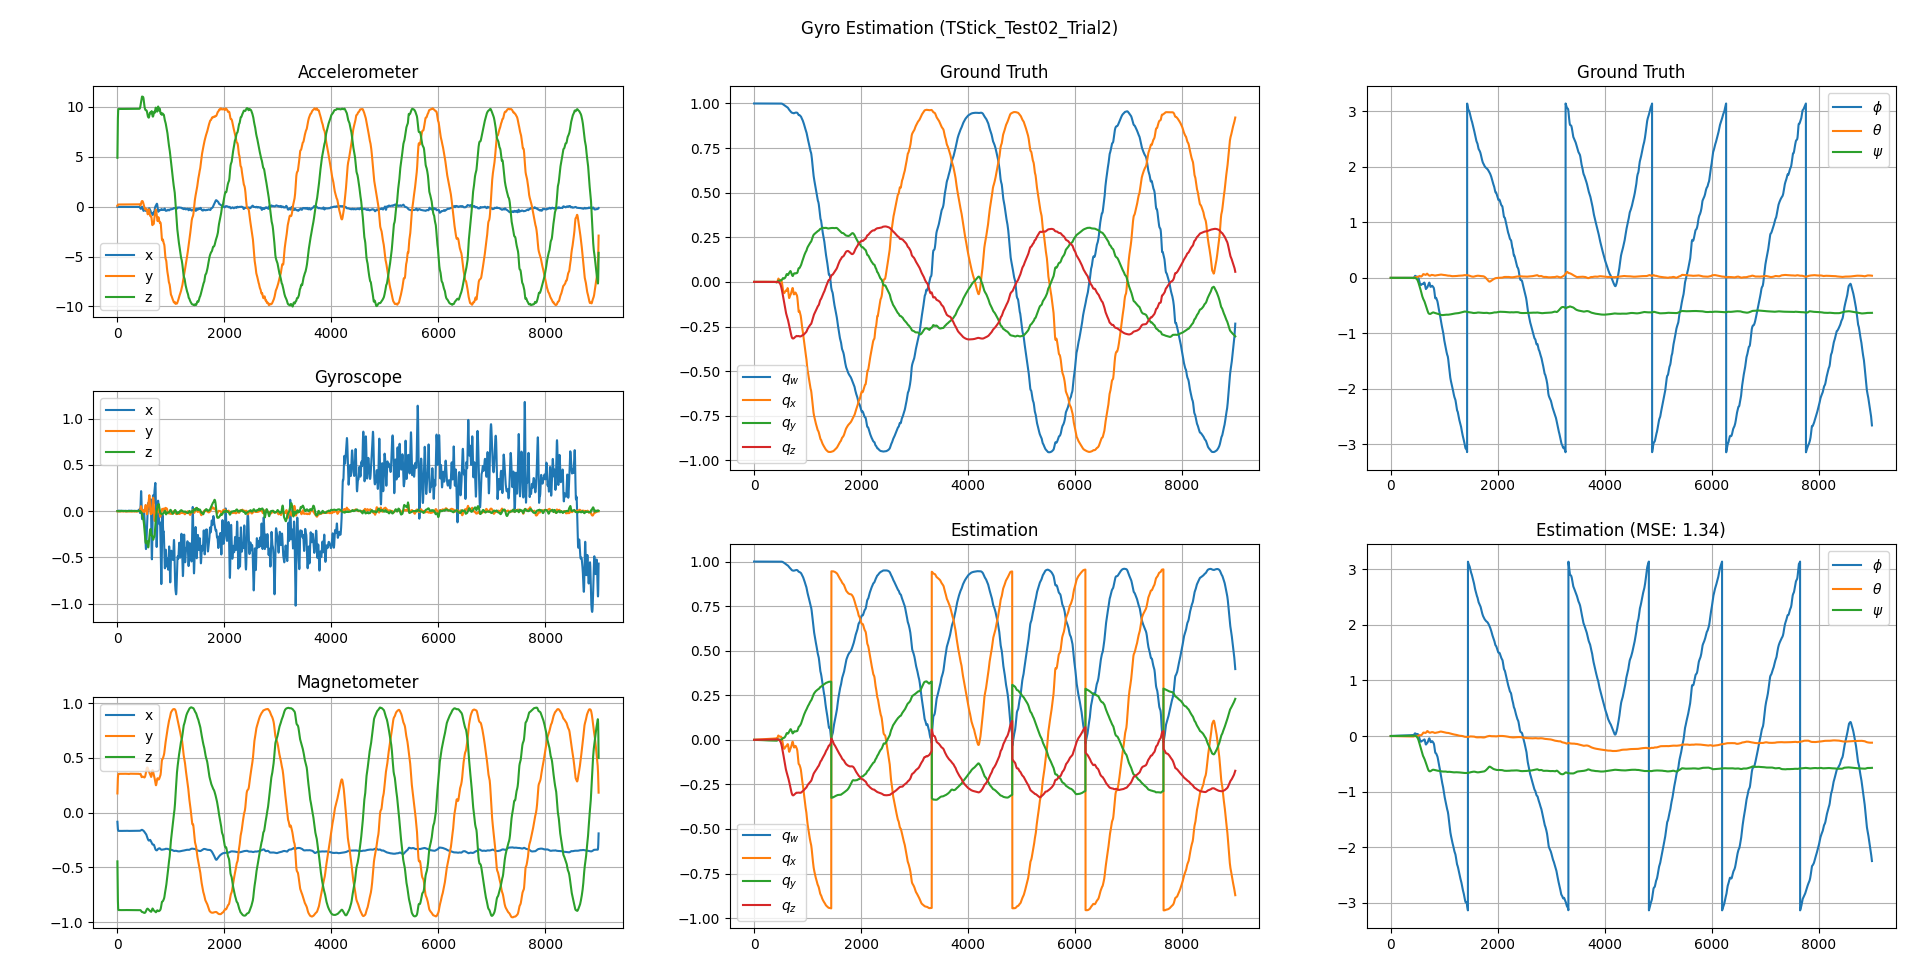 Gyro Estimation (TStick_Test02_Trial2)
Accelerometer
10
5
0
−5
−10
x
y
z
0 2000 4000 6000 8000
Gyroscope
1.0
0.5
0.0
−0.5
−1.0
x
y
z
0 2000 4000 6000 8000
Magnetometer
1.0
0.5
0.0
−0.5
−1.0
x
y
z
0 2000 4000 6000 8000
Ground Truth
1.00
0.75
0.50
0.25
0.00
−0.25
−0.50
−0.75
−1.00
q_w
q_x
q_y
q_z
0 2000 4000 6000 8000
Estimation
1.00
0.75
0.50
0.25
0.00
−0.25
−0.50
−0.75
−1.00
q_w
q_x
q_y
q_z
0 2000 4000 6000 8000
Ground Truth
3
2
1
0
−1
−2
−3
ϕ
θ
ψ
0 2000 4000 6000 8000
Estimation (MSE: 1.34)
3
2
1
0
−1
−2
−3
ϕ
θ
ψ
0 2000 4000 6000 8000